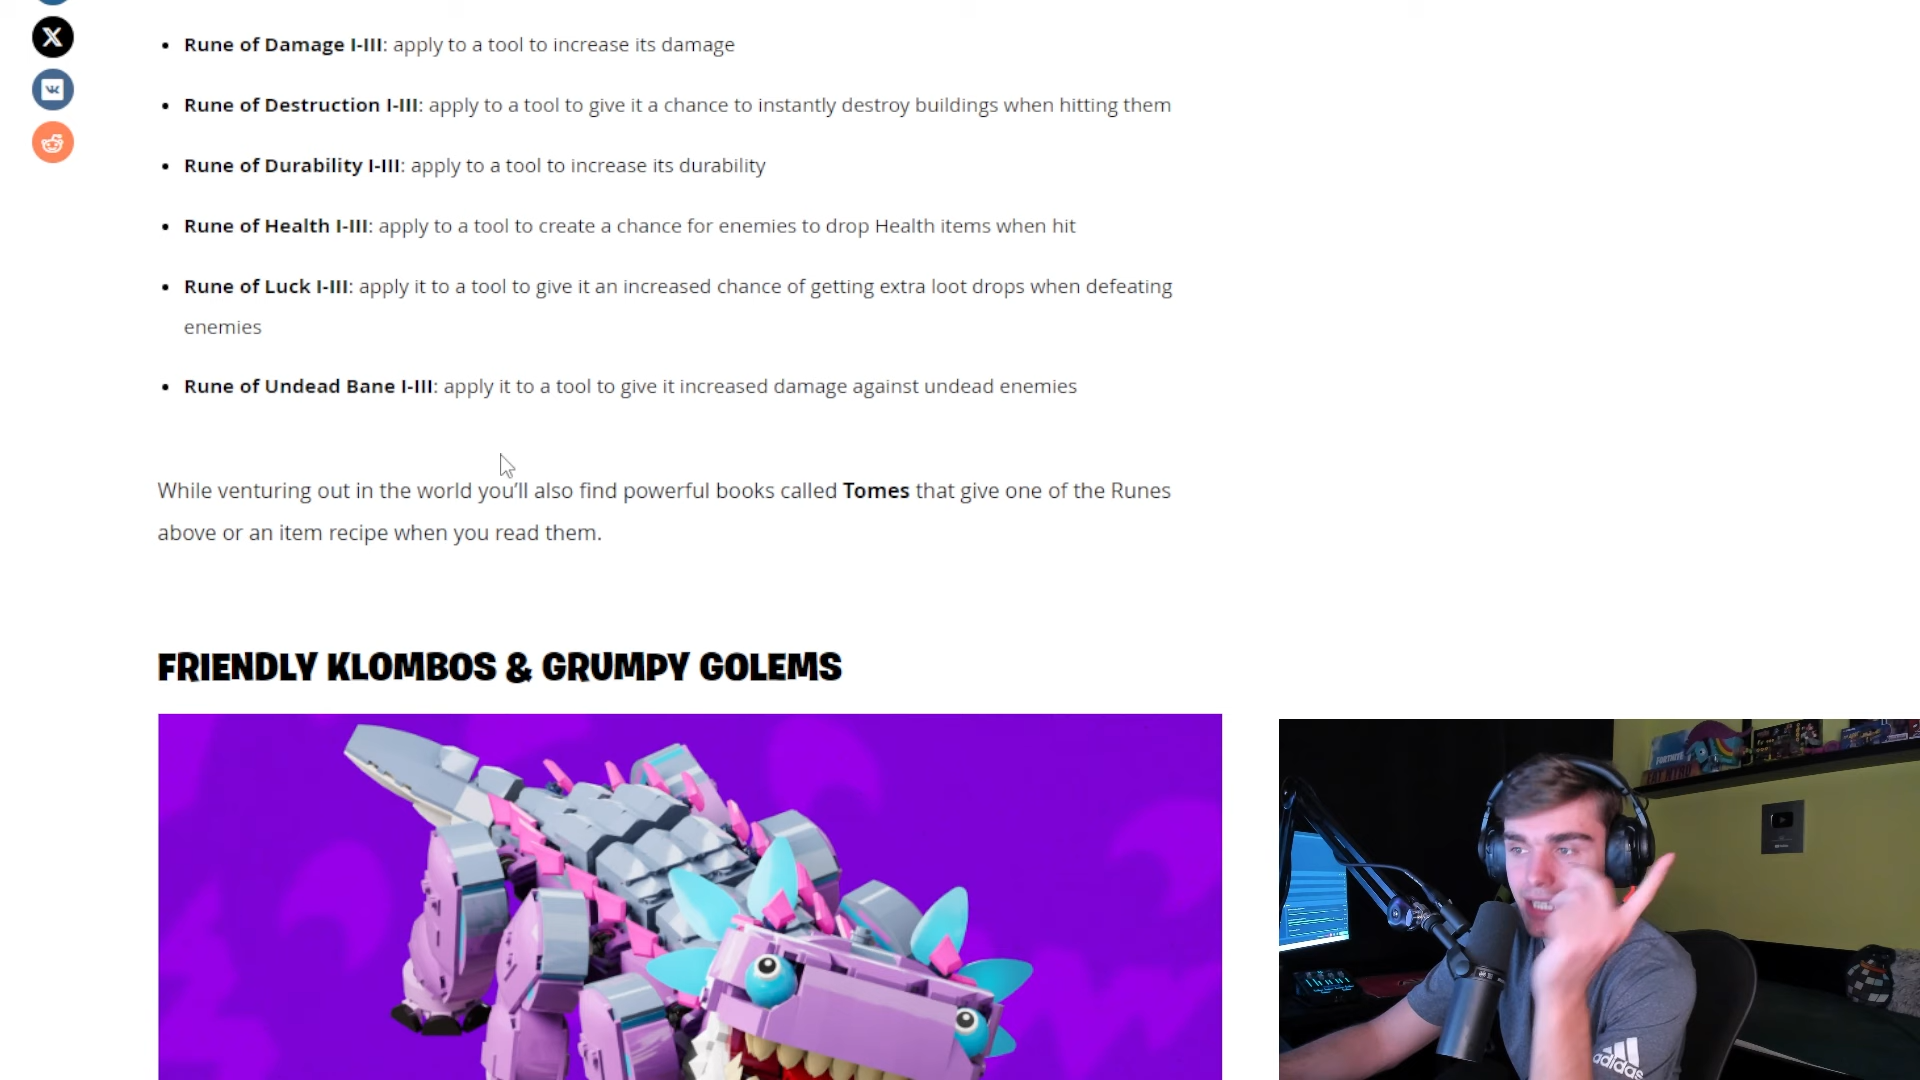 Rune of Damage I-III: apply to a tool to increase its damage
Rune of Destruction I-III: apply to a tool to give it a chance to instantly destroy buildings when hitting them
Rune of Durability I-III: apply to a tool to increase its durability
Rune of Health I-III: apply to a tool to create a chance for enemies to drop Health items when hit
Rune of Luck I-III: apply it to a tool to give it an increased chance of getting extra loot drops when defeating
enemies
Rune of Undead Bane I-III: apply it to a tool to give it increased damage against undead enemies
While venturing out in the world you'll also find powerful books called Tomes that give one of the Runes
above or an item recipe when you read them.
FRIENDLY KLOMBOS & GRUMPY GOLEMS
FORTNITE
adidas